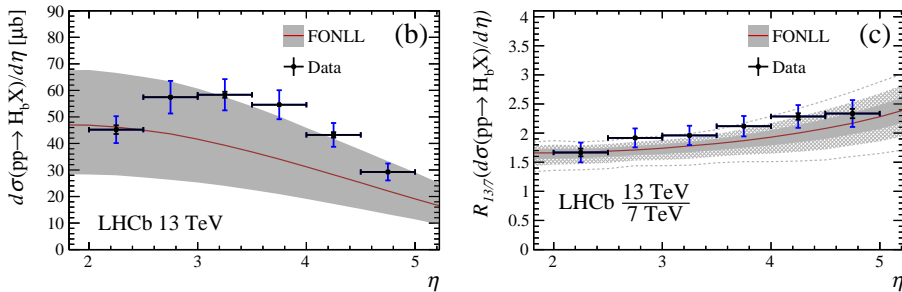 dσ(pp→ H_bX)/dη [μb]
90
80
70
60
50
40
30
20
10
0
(b)
FONLL
Data
LHCb 13 TeV
2
3
4
5
η
R_13/7(dσ(pp→ H_bX)/dη)
4
3.5
3
2.5
2
1.5
1
0.5
0
(c)
FONLL
Data
LHCb 13 TeV
7 TeV
2
3
4
5
η